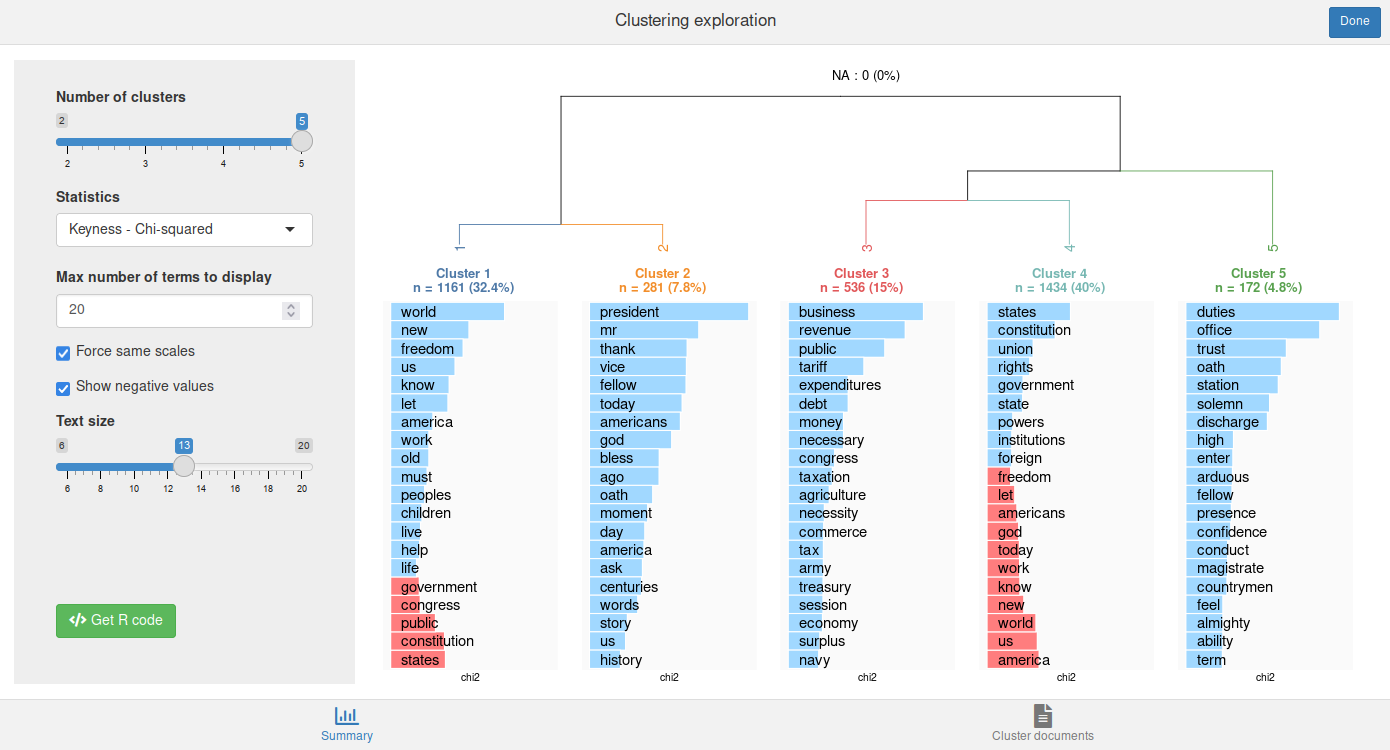 Clustering exploration
Done
Number of clusters
2
5
2 3 4 5
Statistics
Keyness - Chi-squared
Max number of terms to display
20
Force same scales
Show negative values
Text size
6
13
20
6 8 10 12 14 16 18 20
</> Get R code
NA : 0 (0%)
1
2
3
4
5
Cluster 1
n = 1161 (32.4%)
world
new
freedom
us
know
let
america
work
old
must
peoples
children
live
help
life
government
congress
public
constitution
states
chi2
Cluster 2
n = 281 (7.8%)
president
mr
thank
vice
fellow
today
americans
god
bless
ago
oath
moment
day
america
ask
centuries
words
story
us
history
chi2
Cluster 3
n = 536 (15%)
business
revenue
public
tariff
expenditures
debt
money
necessary
congress
taxation
agriculture
necessity
commerce
tax
army
treasury
session
economy
surplus
navy
chi2
Cluster 4
n = 1434 (40%)
states
constitution
union
rights
government
state
powers
institutions
foreign
freedom
let
americans
god
today
work
know
new
world
us
america
chi2
Cluster 5
n = 172 (4.8%)
duties
office
trust
oath
station
solemn
discharge
high
enter
arduous
fellow
presence
confidence
conduct
magistrate
countrymen
feel
almighty
ability
term
chi2
Summary
Cluster documents